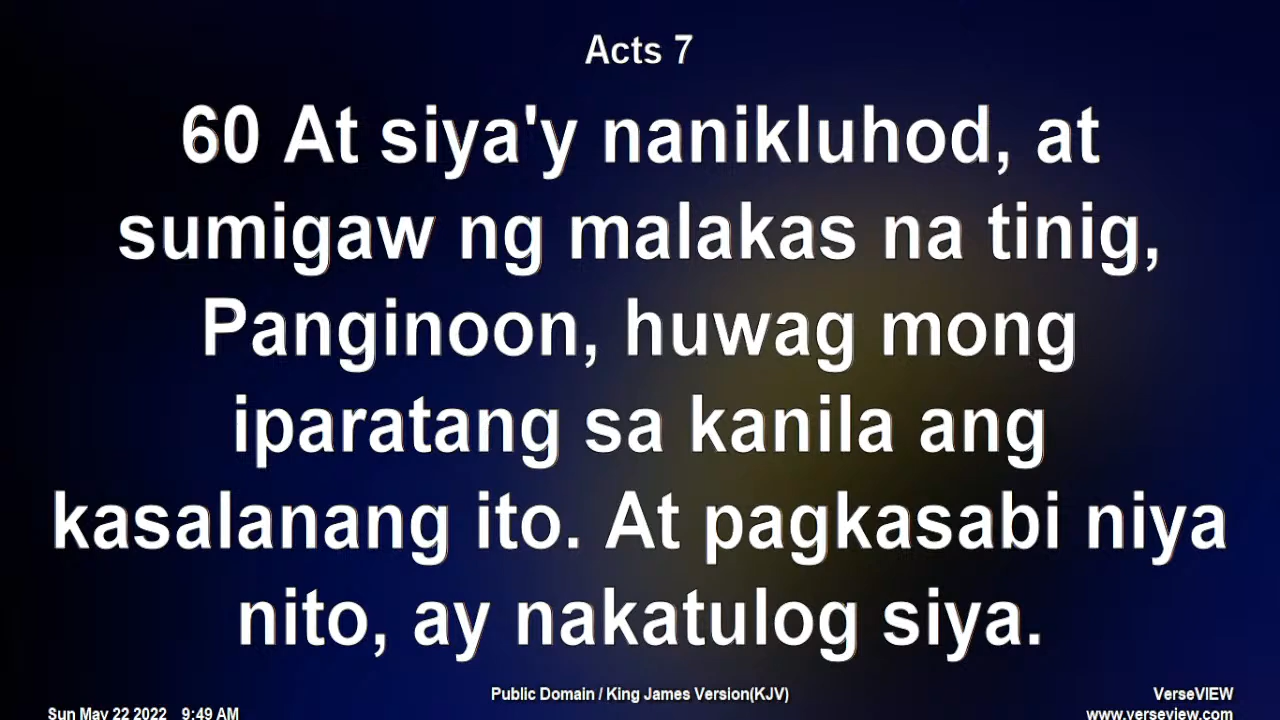 Acts 7
60 At siya'y nanikluhod, at
sumigaw ng malakas na tinig,
Panginoon, huwag mong
iparatang sa kanila ang
kasalanang ito. At pagkasabi niya
nito, ay nakatulog siya.
Public Domain / King James Version(KJV)
VerseVIEW
Sun May 22 2022 9:49 AM
www.verseview.com